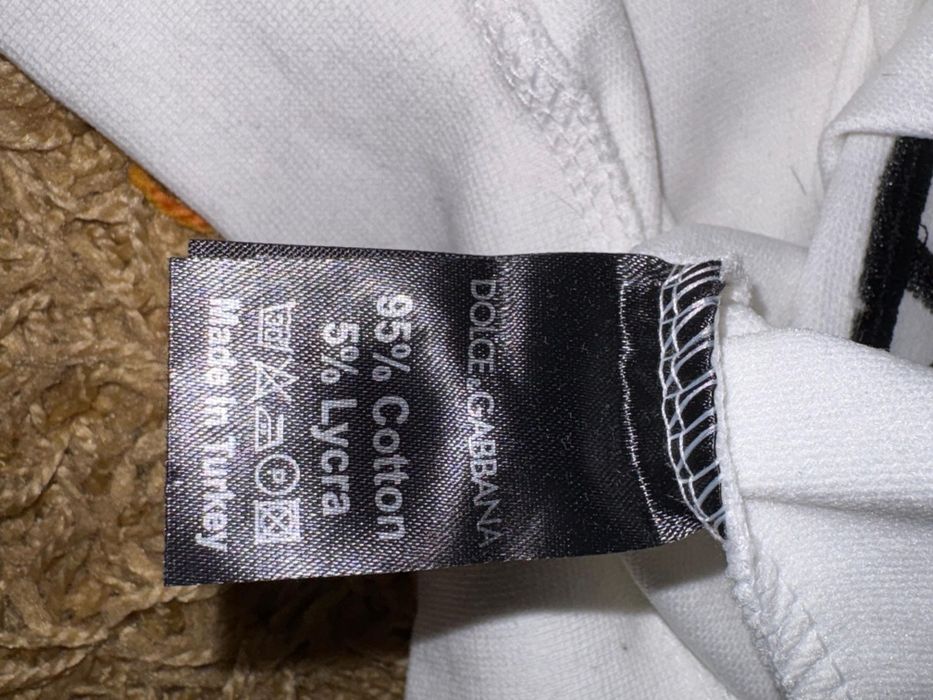 DOLCE & GABBANA
95% Cotton
5% Lycra
P
Made in Turkey